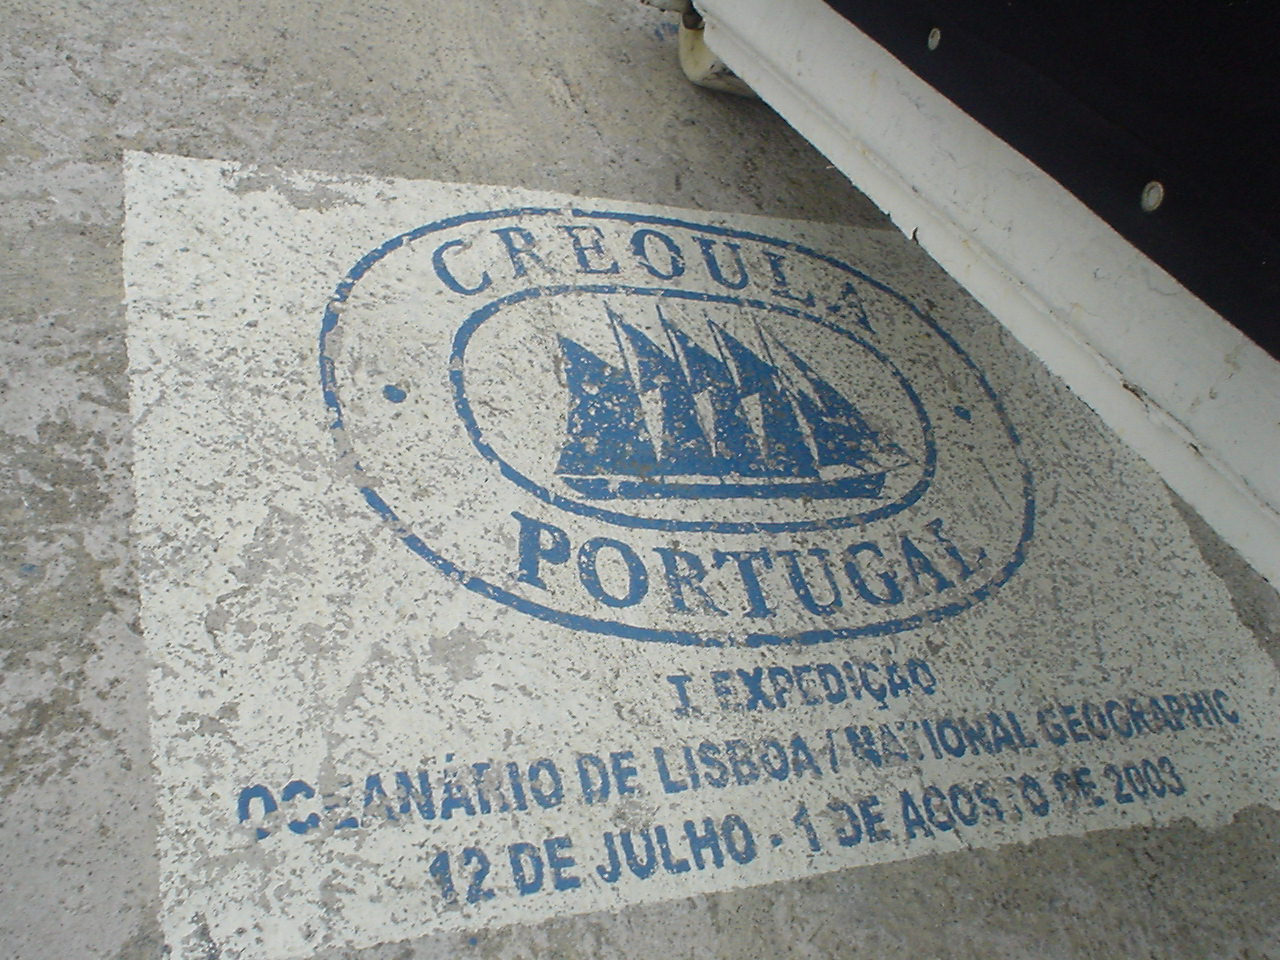 CREOULA
PORTUGAL
I EXPEDIÇÃO
OCEANÁRIO DE LISBOA / NATIONAL GEOGRAPHIC
12 DE JULHO - 1 DE AGOSTO DE 2003